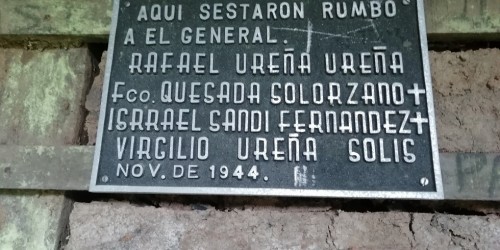 AQUI SESTARON RUMBO
A EL GENERAL.
RAFAEL UREÑA UREÑA
Fco. QUESADA SOLORZANO+
ISRRAEL SANDI FERNANDEZ+
VIRGILIO UREÑA SOLIS
NOV. DE 1944.